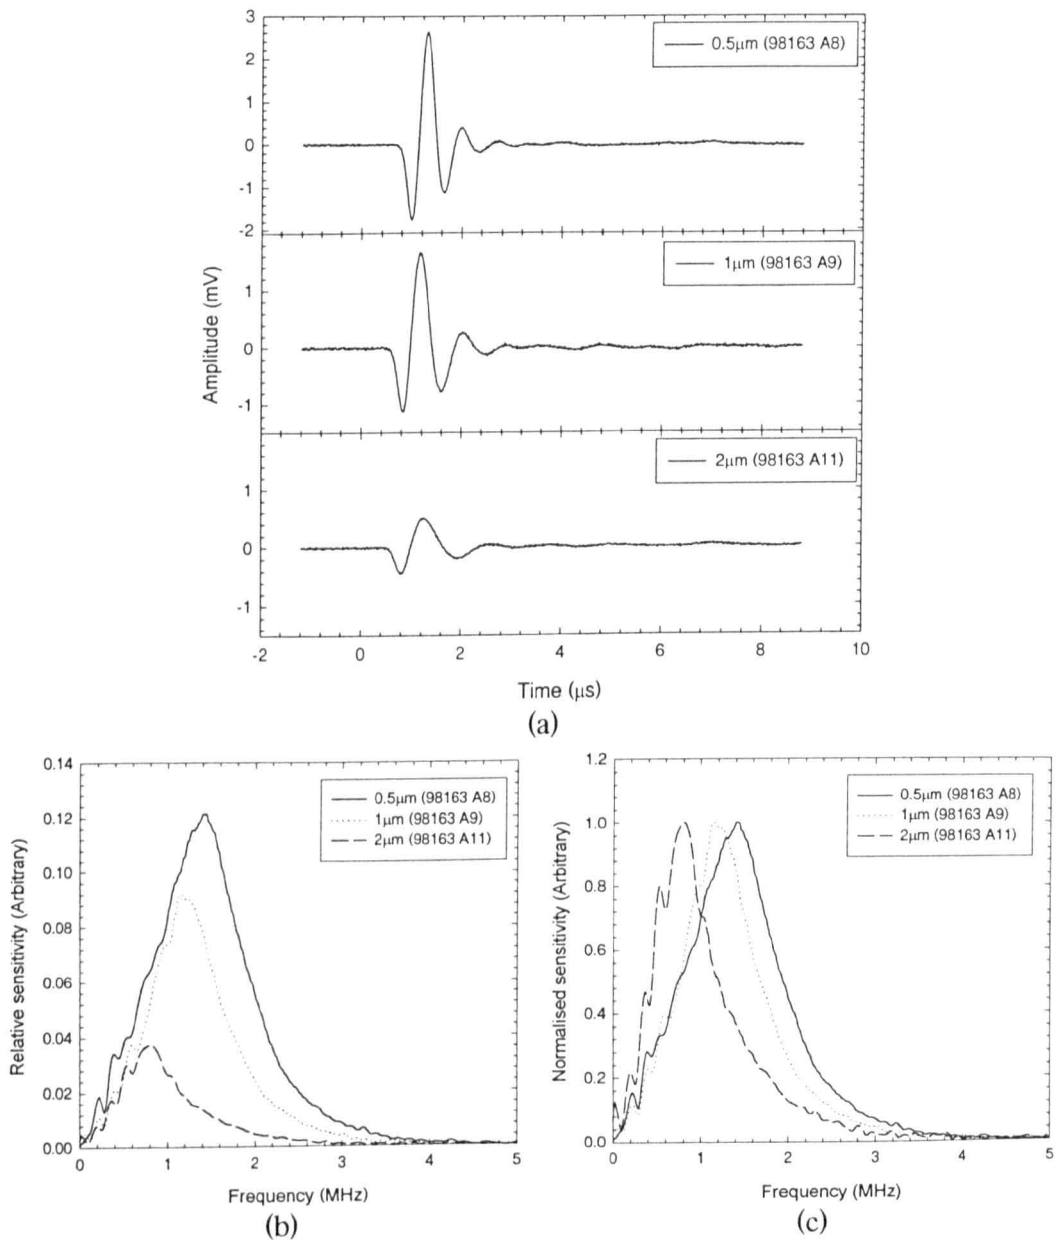 3
0.5μm (98163 A8)
2
1
0
-1
-2
1μm (98163 A9)
1
0
-1
Amplitude (mV)
2μm (98163 A11)
1
0
-1
-2 0 2 4 6 8 10
Time (μs)
(a)
0.14
0.12
0.10
0.08
0.06
0.04
0.02
0.00
Relative sensitivity (Arbitrary)
0.5μm (98163 A8)
1μm (98163 A9)
2μm (98163 A11)
0 1 2 3 4 5
Frequency (MHz)
(b)
1.2
1.0
0.8
0.6
0.4
0.2
0.0
Normalised sensitivity (Arbitrary)
0.5μm (98163 A8)
1μm (98163 A9)
2μm (98163 A11)
0 1 2 3 4 5
Frequency (MHz)
(c)